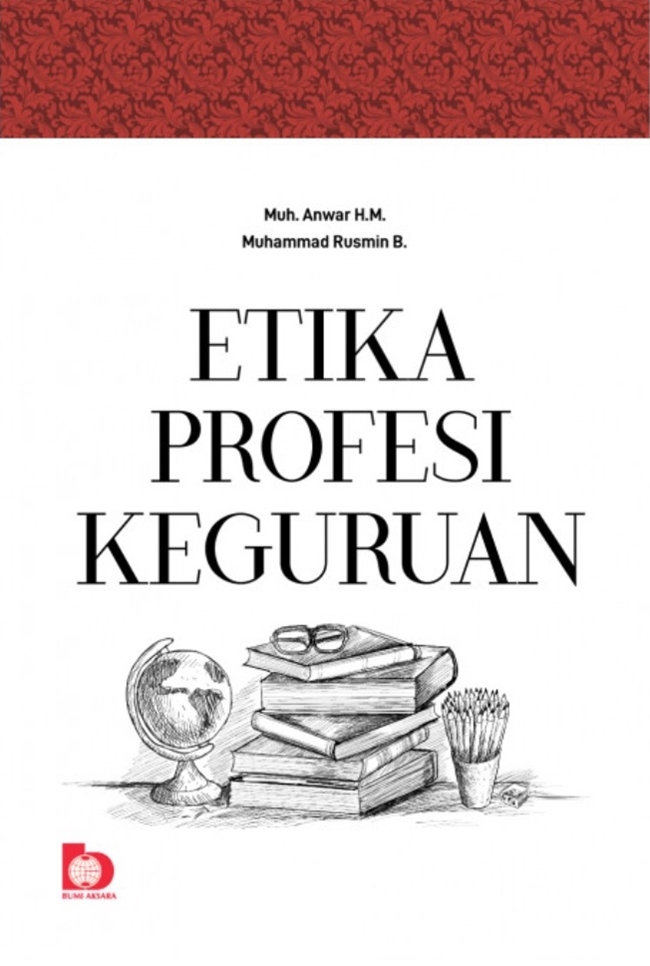 Muh. Anwar H.M.
Muhammad Rusmin B.
ETIKA
PROFESI
KEGURUAN
BUMI AKSARA